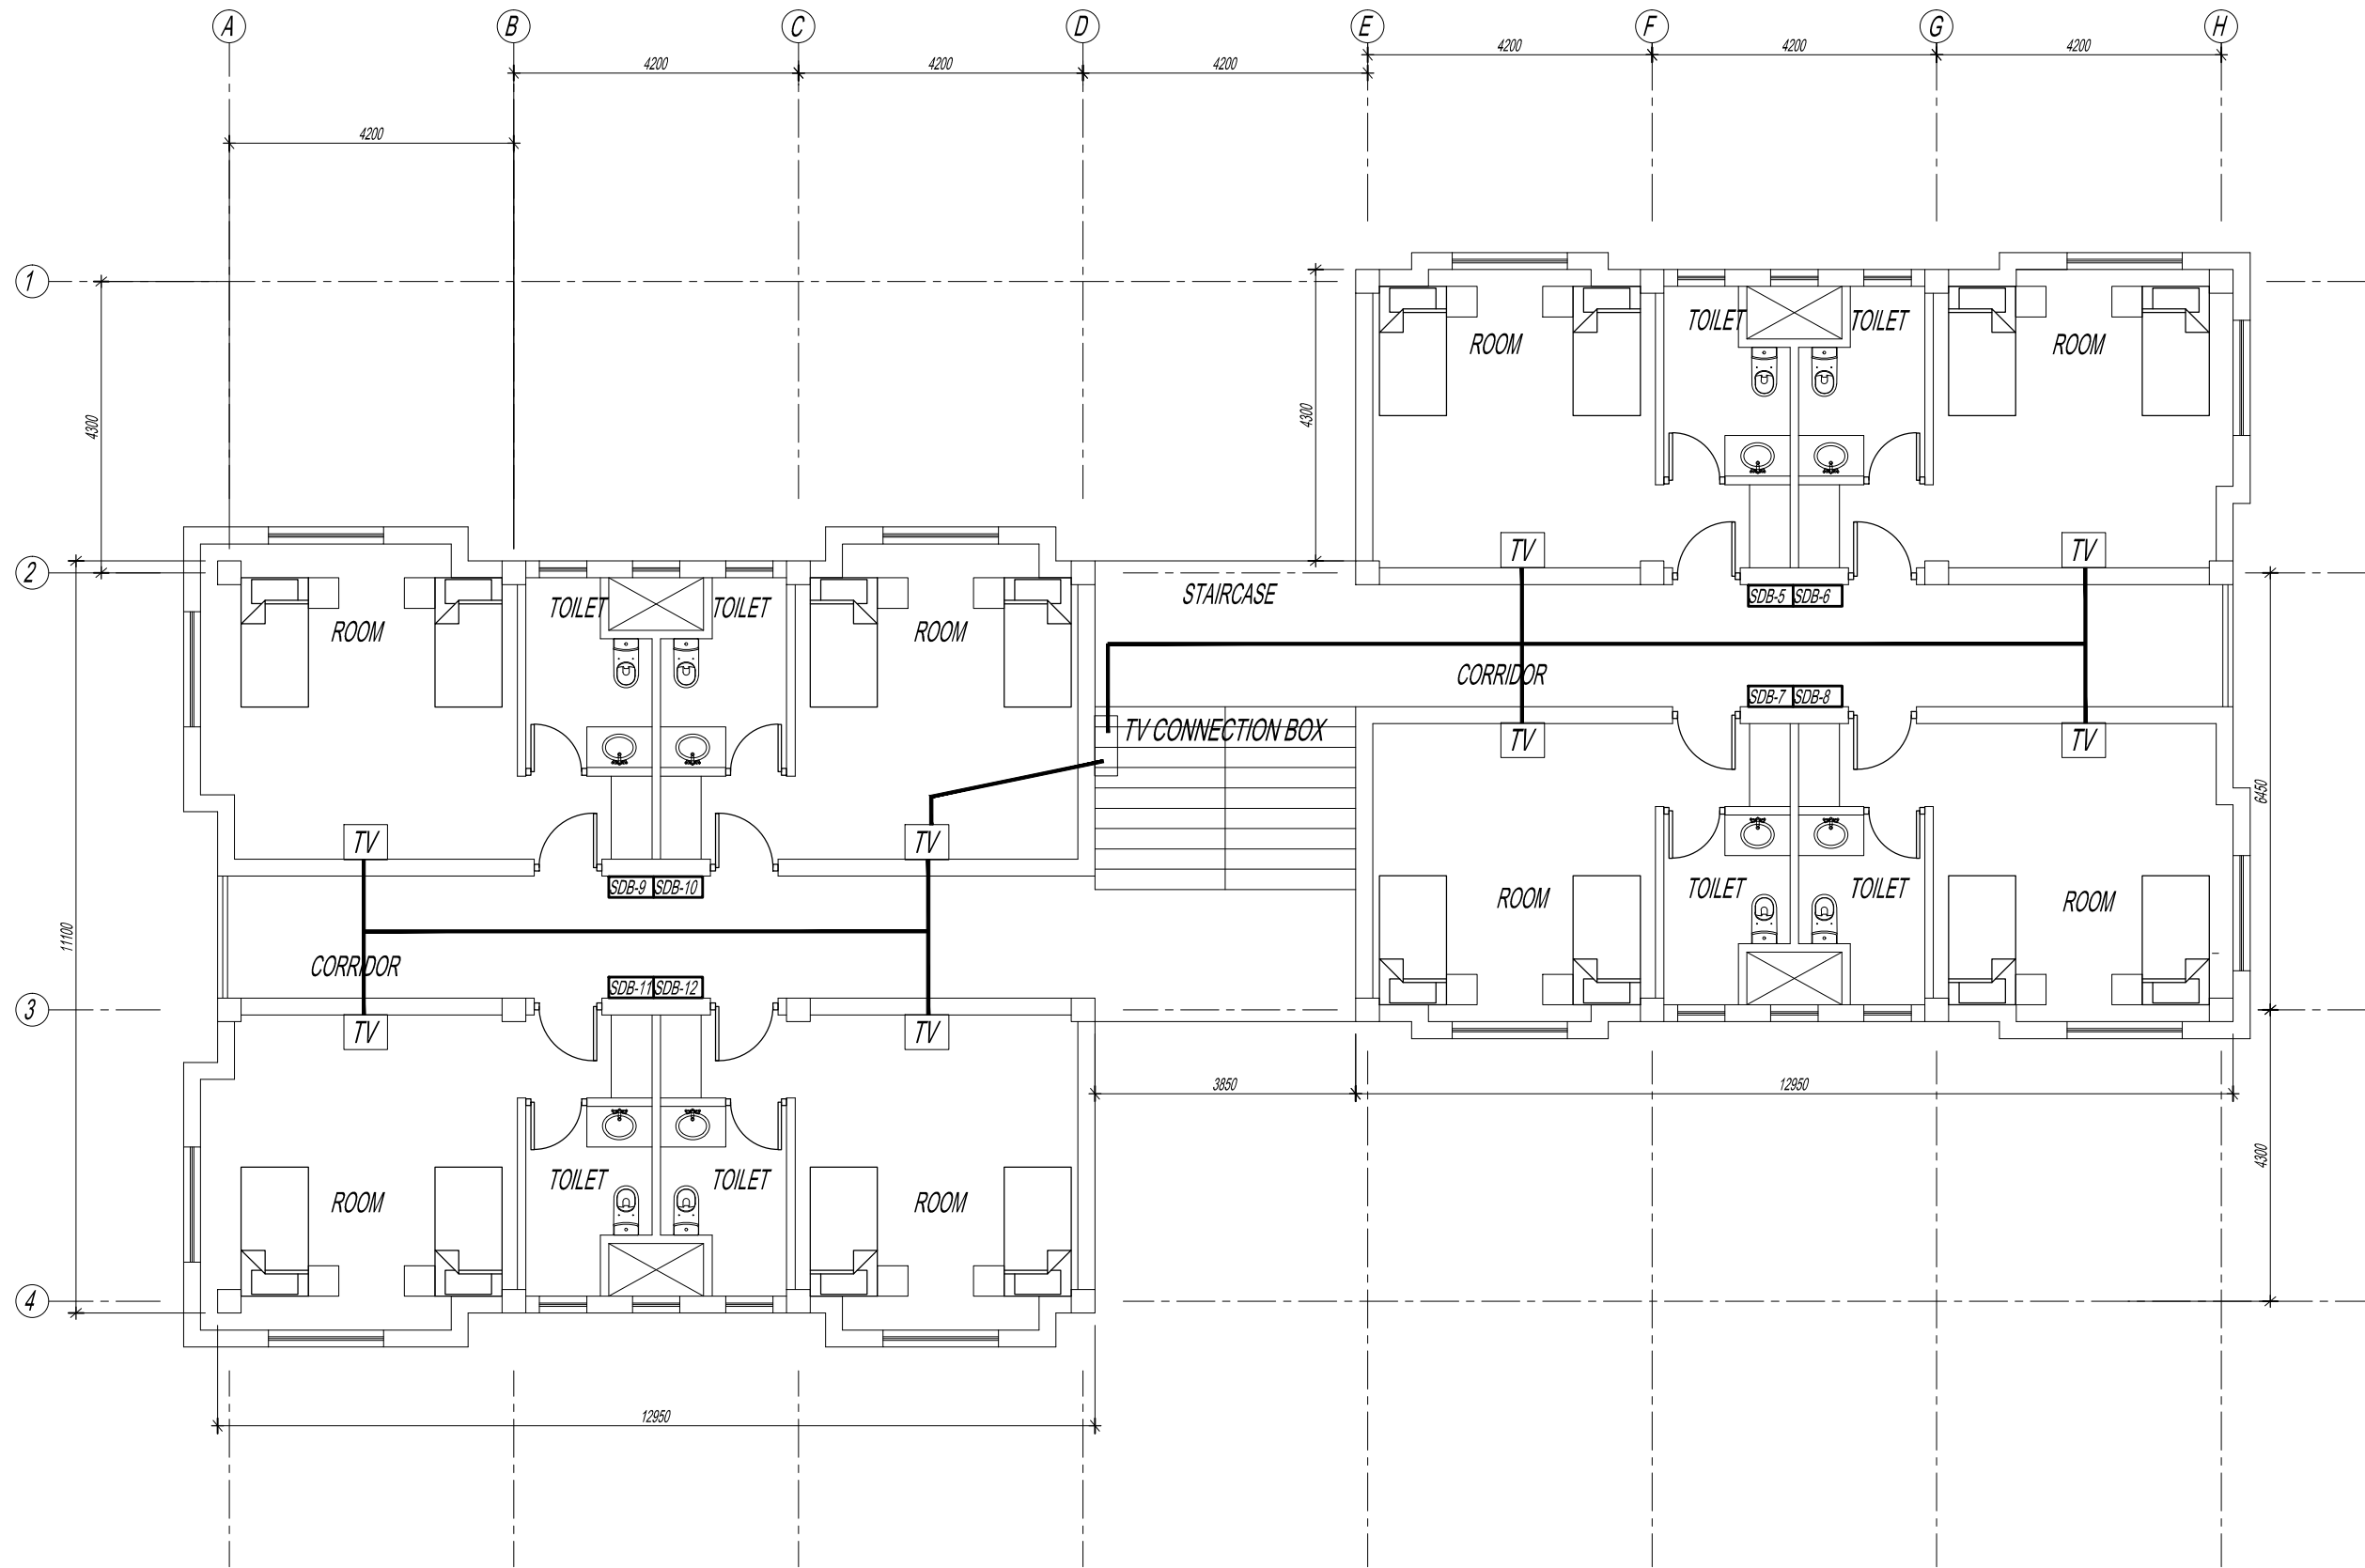 A B C D E F G H
4200 4200 4200
4200 4200 4200
4200
1
4300
4300
TOILET TOILET
ROOM ROOM
TV TV
2
STAIRCASE
SDB-5 SDB-6
TOILET TOILET
ROOM ROOM
CORRIDOR
SDB-7 SDB-8
TV CONNECTION BOX
TV TV
6450
TV TV
SDB-9 SDB-10
TOILET TOILET
ROOM ROOM
11100
CORRIDOR
SDB-11 SDB-12
3
TV TV
3850 12950
4300
TOILET TOILET
ROOM ROOM
4
12950